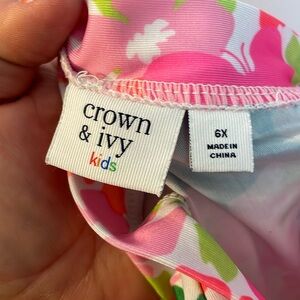 crown
& ivy
kids
6X
MADE IN
CHINA